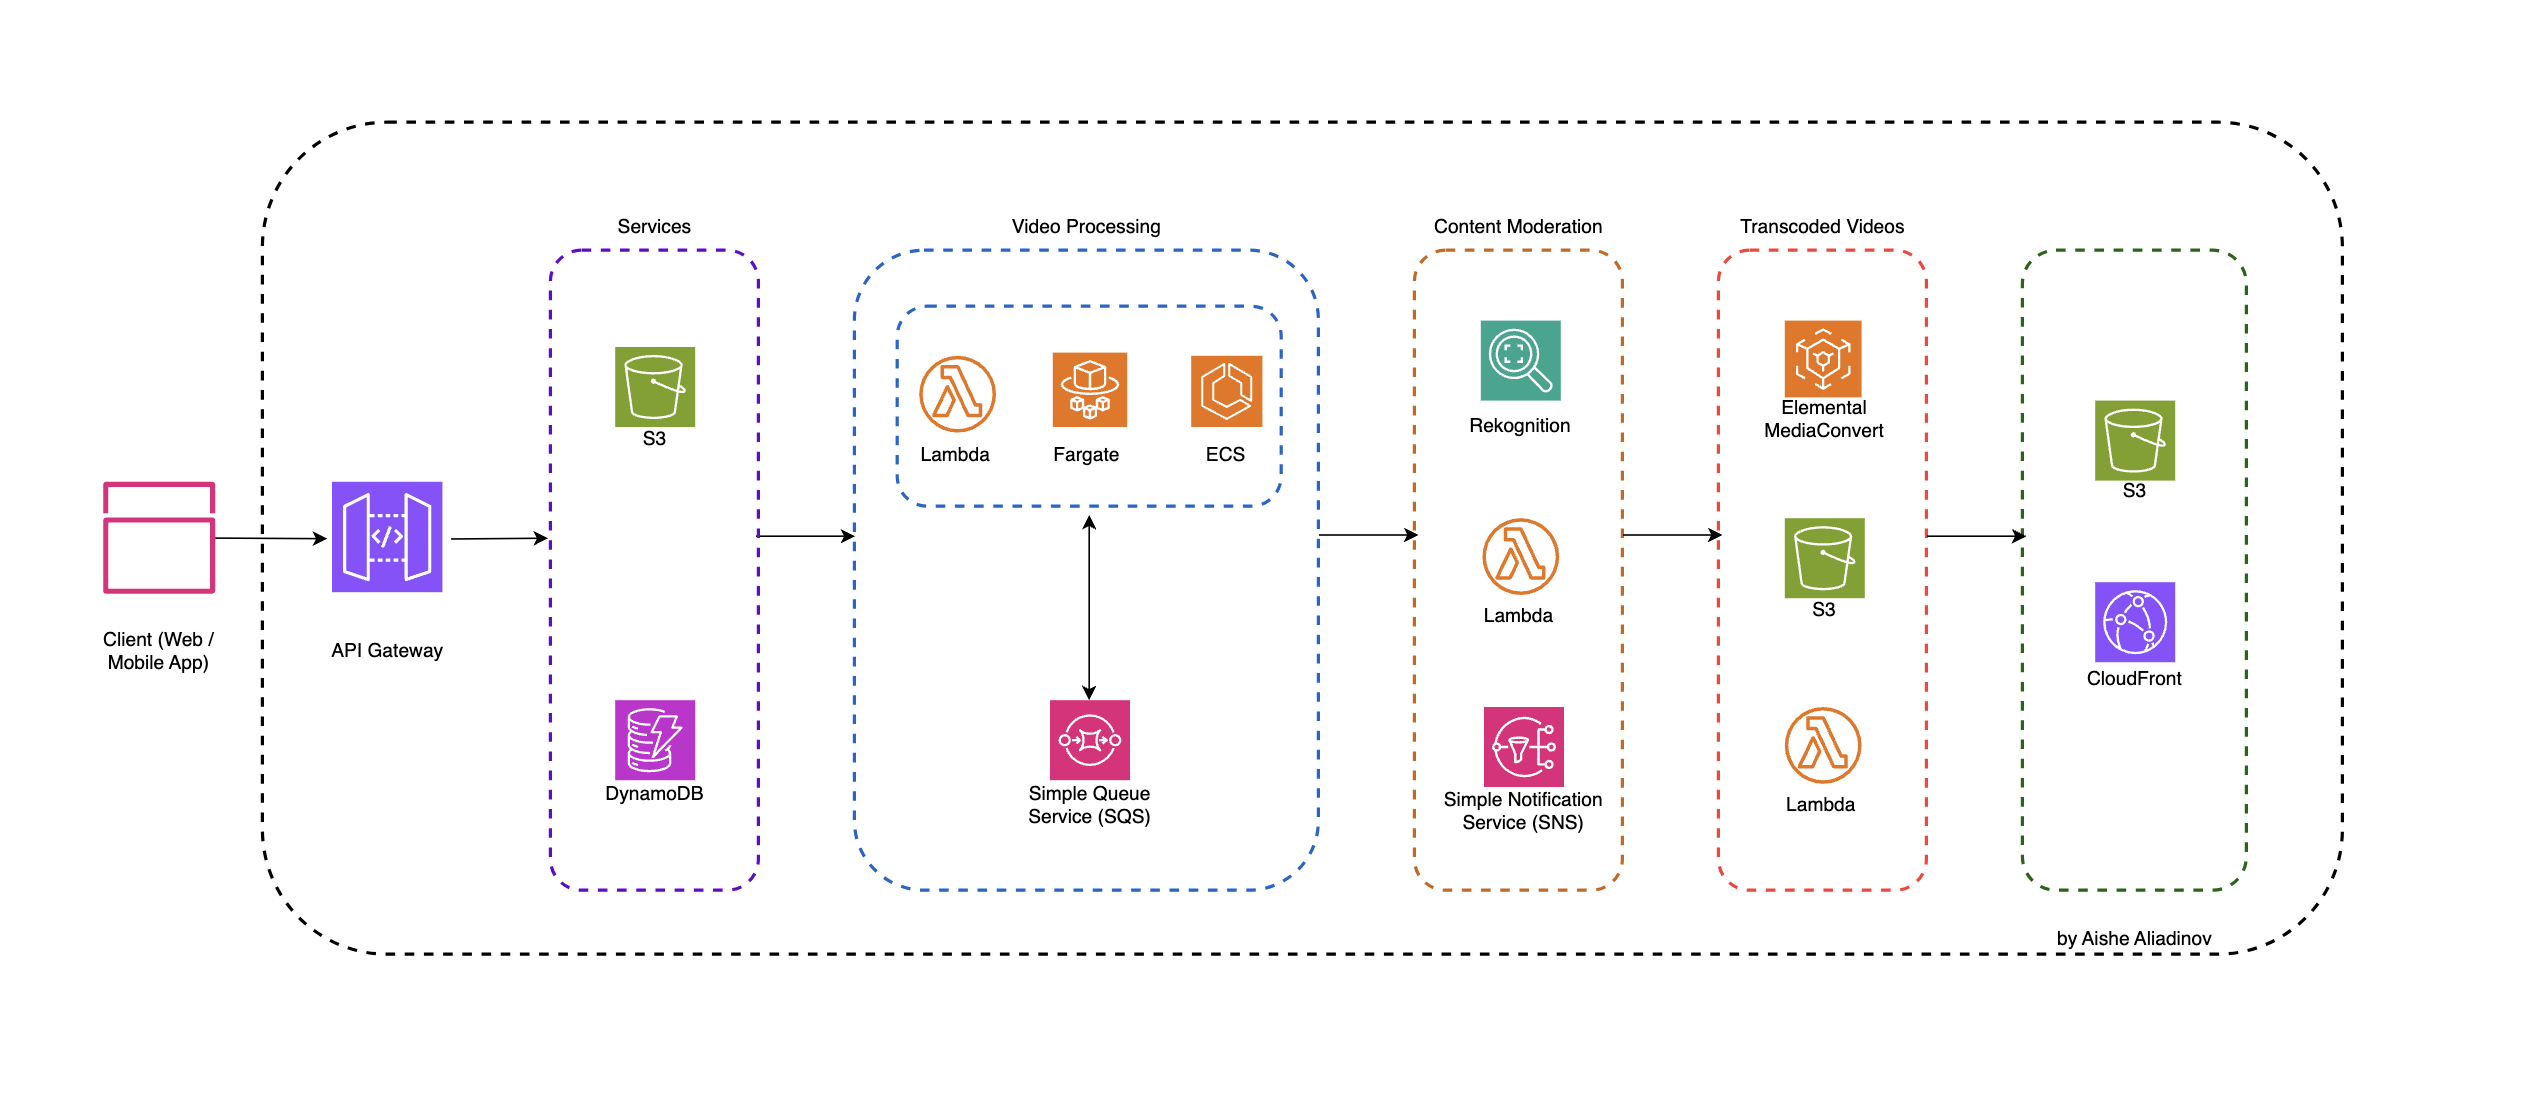 Services
Video Processing
Content Moderation
Transcoded Videos
S3
Lambda
Fargate
ECS
Rekognition
Elemental
MediaConvert
S3
Client (Web /
Mobile App)
API Gateway
Lambda
S3
CloudFront
DynamoDB
Simple Queue
Service (SQS)
Simple Notification
Service (SNS)
Lambda
by Aishe Aliadinov